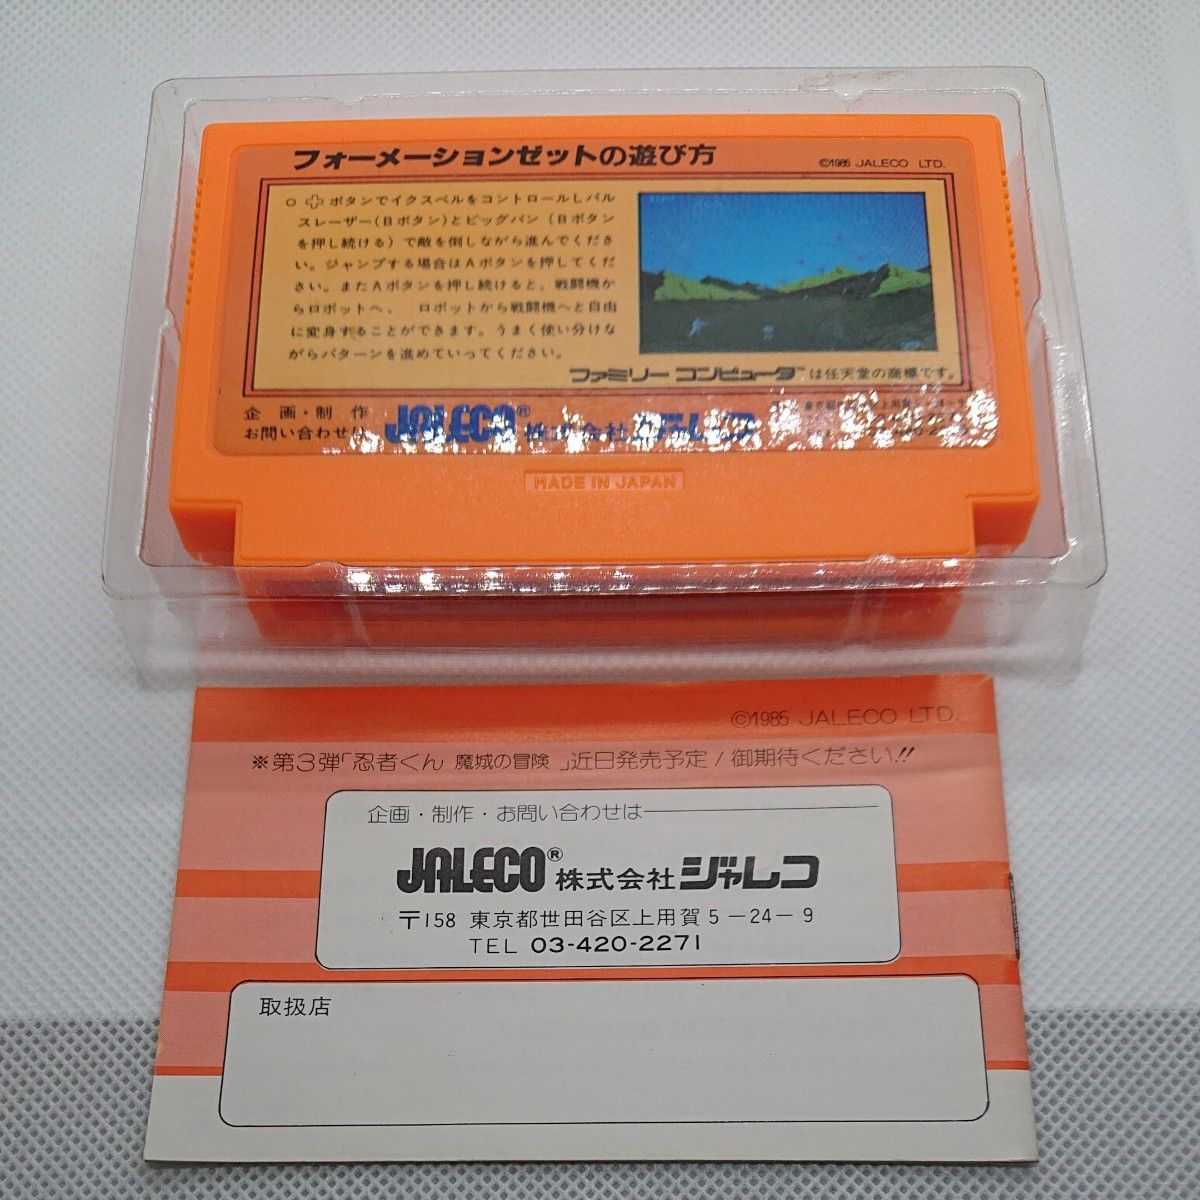 フォーメーションゼットの遊び方
©1985 JALECO LTD.
○ ✚ボタンでイクスペルをコントロールしパル
スレーザー(Bボタン)とビッグバン(Bボタン
を押し続ける)で敵を倒しながら進んでくださ
い。ジャンプする場合はAボタンを押してくだ
さい。またAボタンを押し続けると、戦闘機か
らロボットへ、 ロボットから戦闘機へと自由
に変身することができます。うまく使い分けな
がらパターンを進めていってください。
ファミリーコンピュータは任天堂の商標です。
企画・制作
お問い合わせは
JALECO® 株式会社ジャレコ
MADE IN JAPAN
©1985 JALECO LTD.
※第3弾「忍者くん 魔城の冒険」近日発売予定/御期待ください!!
企画・制作・お問い合わせは
JALECO® 株式会社ジャレコ
〒158 東京都世田谷区上用賀5-24-9
TEL 03-420-2271
取扱店